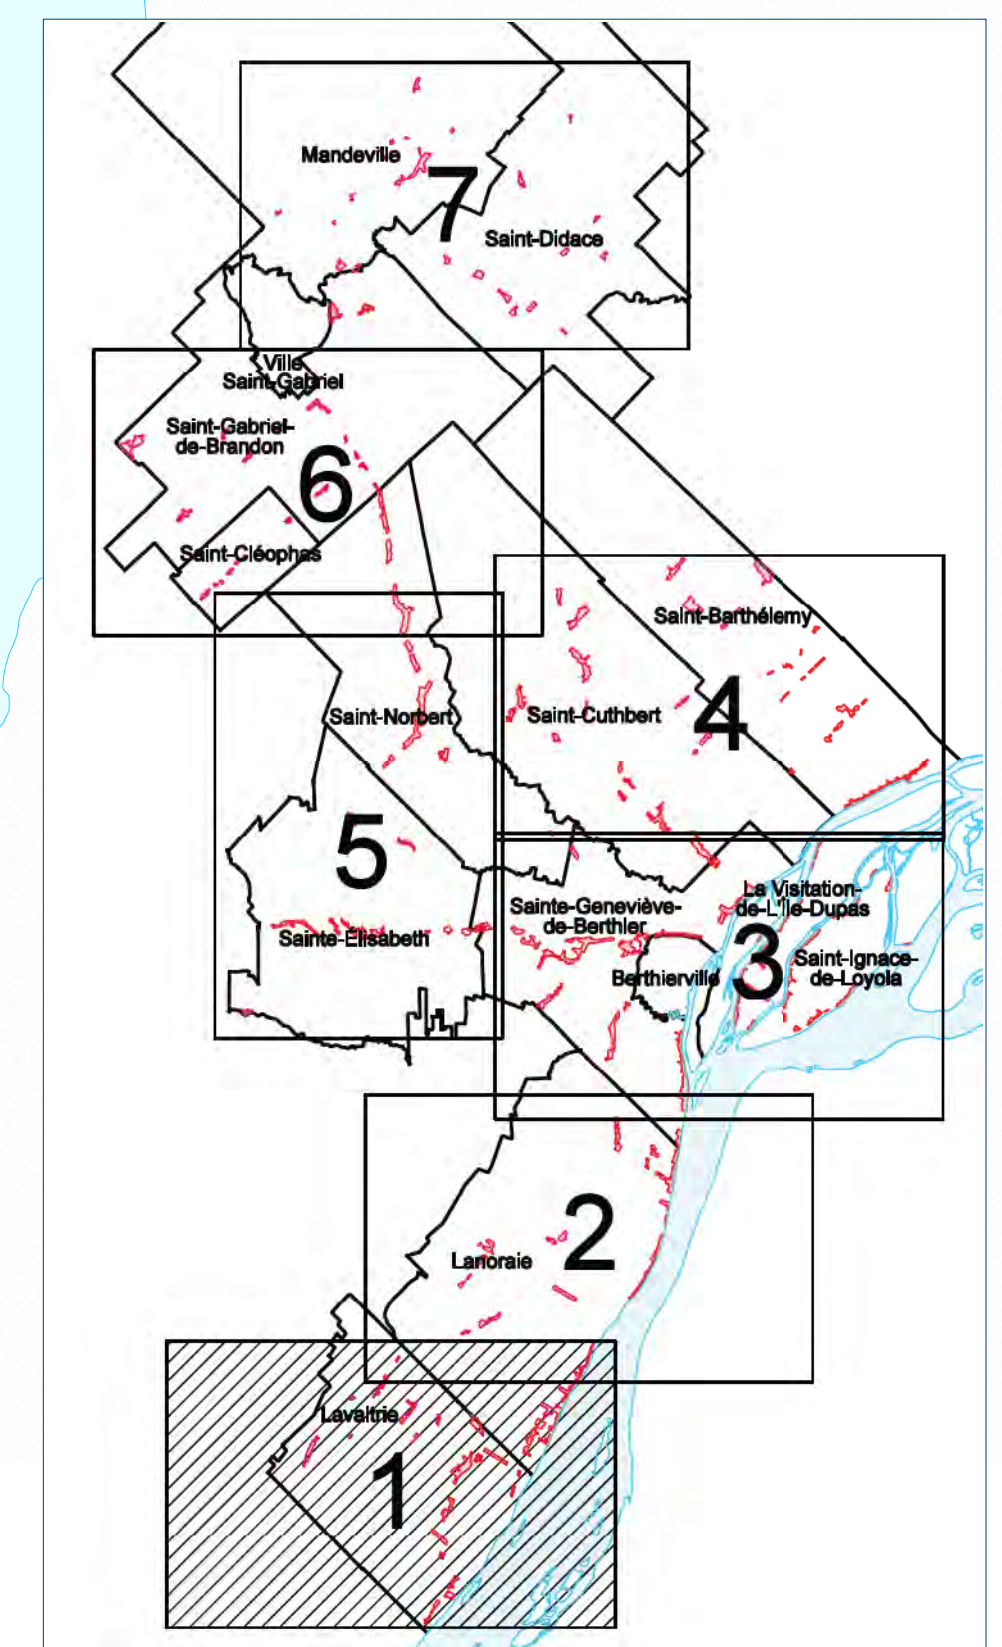 Mandeville
7
Saint-Didace
Ville
Saint-Gabriel
Saint-Gabriel-
de-Brandon
6
Saint-Cléophas
Saint-Barthélemy
Saint-Norbert
Saint-Cuthbert
4
5
La Visitation-
de-L'Île-Dupas
Sainte-Geneviève-
de-Berthier
Sainte-Élisabeth
3
Saint-Ignace-
de-Loyola
Berthierville
2
Lanoraie
Lavaltrie
1